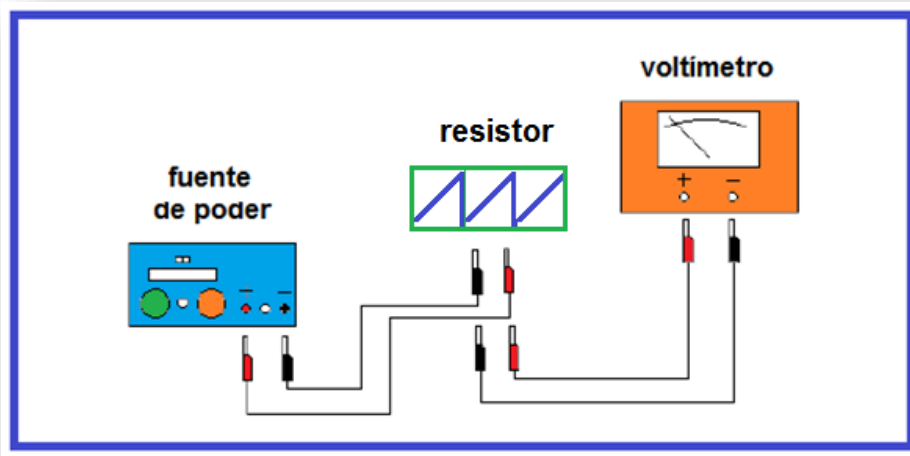 voltímetro
resistor
fuente
de poder
+ −
− −
+